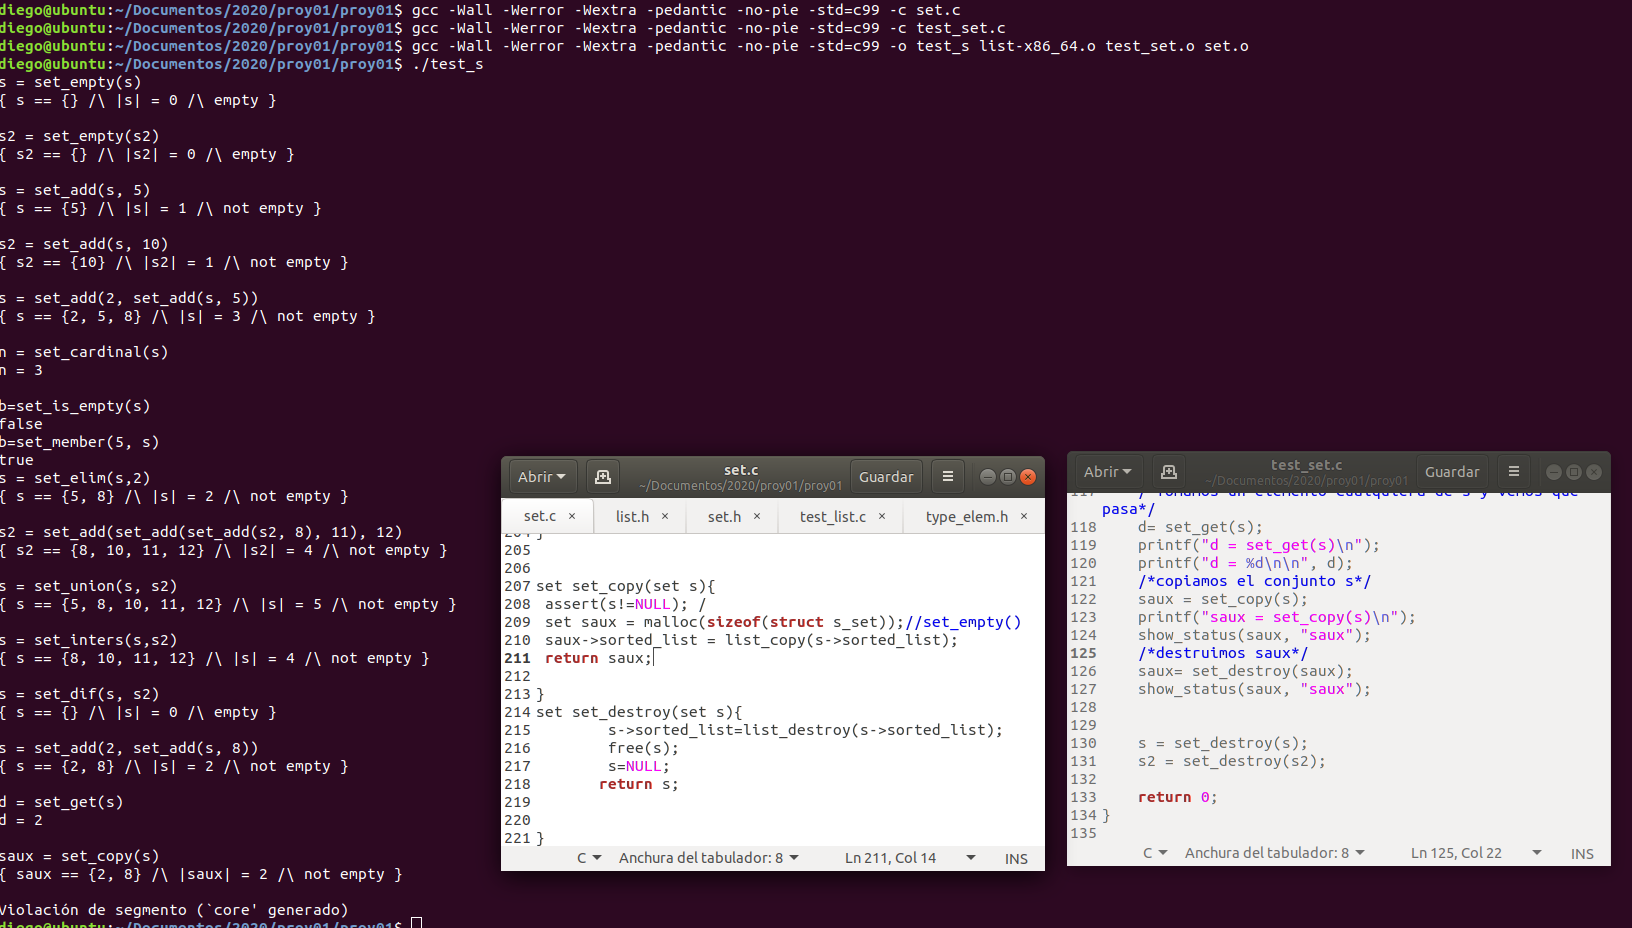 diego@ubuntu:~/Documentos/2020/proy01/proy01$ gcc -Wall -Werror -Wextra -pedantic -no-pie -std=c99 -c set.c
diego@ubuntu:~/Documentos/2020/proy01/proy01$ gcc -Wall -Werror -Wextra -pedantic -no-pie -std=c99 -c test_set.c
diego@ubuntu:~/Documentos/2020/proy01/proy01$ gcc -Wall -Werror -Wextra -pedantic -no-pie -std=c99 -o test_s list-x86_64.o test_set.o set.o
diego@ubuntu:~/Documentos/2020/proy01/proy01$ ./test_s
s = set_empty(s)
{ s == {} /\ |s| = 0 /\ empty }
s2 = set_empty(s2)
{ s2 == {} /\ |s2| = 0 /\ empty }
s = set_add(s, 5)
{ s == {5} /\ |s| = 1 /\ not empty }
s2 = set_add(s, 10)
{ s2 == {10} /\ |s2| = 1 /\ not empty }
s = set_add(2, set_add(s, 5))
{ s == {2, 5, 8} /\ |s| = 3 /\ not empty }
n = set_cardinal(s)
n = 3
b=set_is_empty(s)
false
b=set_member(5, s)
true
s = set_elim(s,2)
{ s == {5, 8} /\ |s| = 2 /\ not empty }
s2 = set_add(set_add(set_add(s2, 8), 11), 12)
{ s2 == {8, 10, 11, 12} /\ |s2| = 4 /\ not empty }
s = set_union(s, s2)
{ s == {5, 8, 10, 11, 12} /\ |s| = 5 /\ not empty }
s = set_inters(s,s2)
{ s == {8, 10, 11, 12} /\ |s| = 4 /\ not empty }
s = set_dif(s, s2)
{ s == {} /\ |s| = 0 /\ empty }
s = set_add(2, set_add(s, 8))
{ s == {2, 8} /\ |s| = 2 /\ not empty }
d = set_get(s)
d = 2
saux = set_copy(s)
{ saux == {2, 8} /\ |saux| = 2 /\ not empty }
Violación de segmento (`core' generado)
diego@ubuntu:~/Documentos/2020/proy01/proy01$
Abrir
set.c
~/Documentos/2020/proy01/proy01
Guardar
set.c × list.h × set.h × test_list.c × type_elem.h ×
204 }
205
206
207 set set_copy(set s){
208 assert(s!=NULL); /
209 set saux = malloc(sizeof(struct s_set));//set_empty()
210 saux->sorted_list = list_copy(s->sorted_list);
211 return saux;
212
213 }
214 set set_destroy(set s){
215 s->sorted_list=list_destroy(s->sorted_list);
216 free(s);
217 s=NULL;
218 return s;
219
220
221 }
C Anchura del tabulador: 8 Ln 211, Col 14 INS
Abrir
test_set.c
~/Documentos/2020/proy01/proy01
Guardar
117 /*Tomamos un elemento cualquiera de s y vemos que
pasa*/
118 d= set_get(s);
119 printf("d = set_get(s)\n");
120 printf("d = %d\n\n", d);
121 /*copiamos el conjunto s*/
122 saux = set_copy(s);
123 printf("saux = set_copy(s)\n");
124 show_status(saux, "saux");
125 /*destruimos saux*/
126 saux= set_destroy(saux);
127 show_status(saux, "saux");
128
129
130 s = set_destroy(s);
131 s2 = set_destroy(s2);
132
133 return 0;
134 }
135
C Anchura del tabulador: 8 Ln 125, Col 22 INS